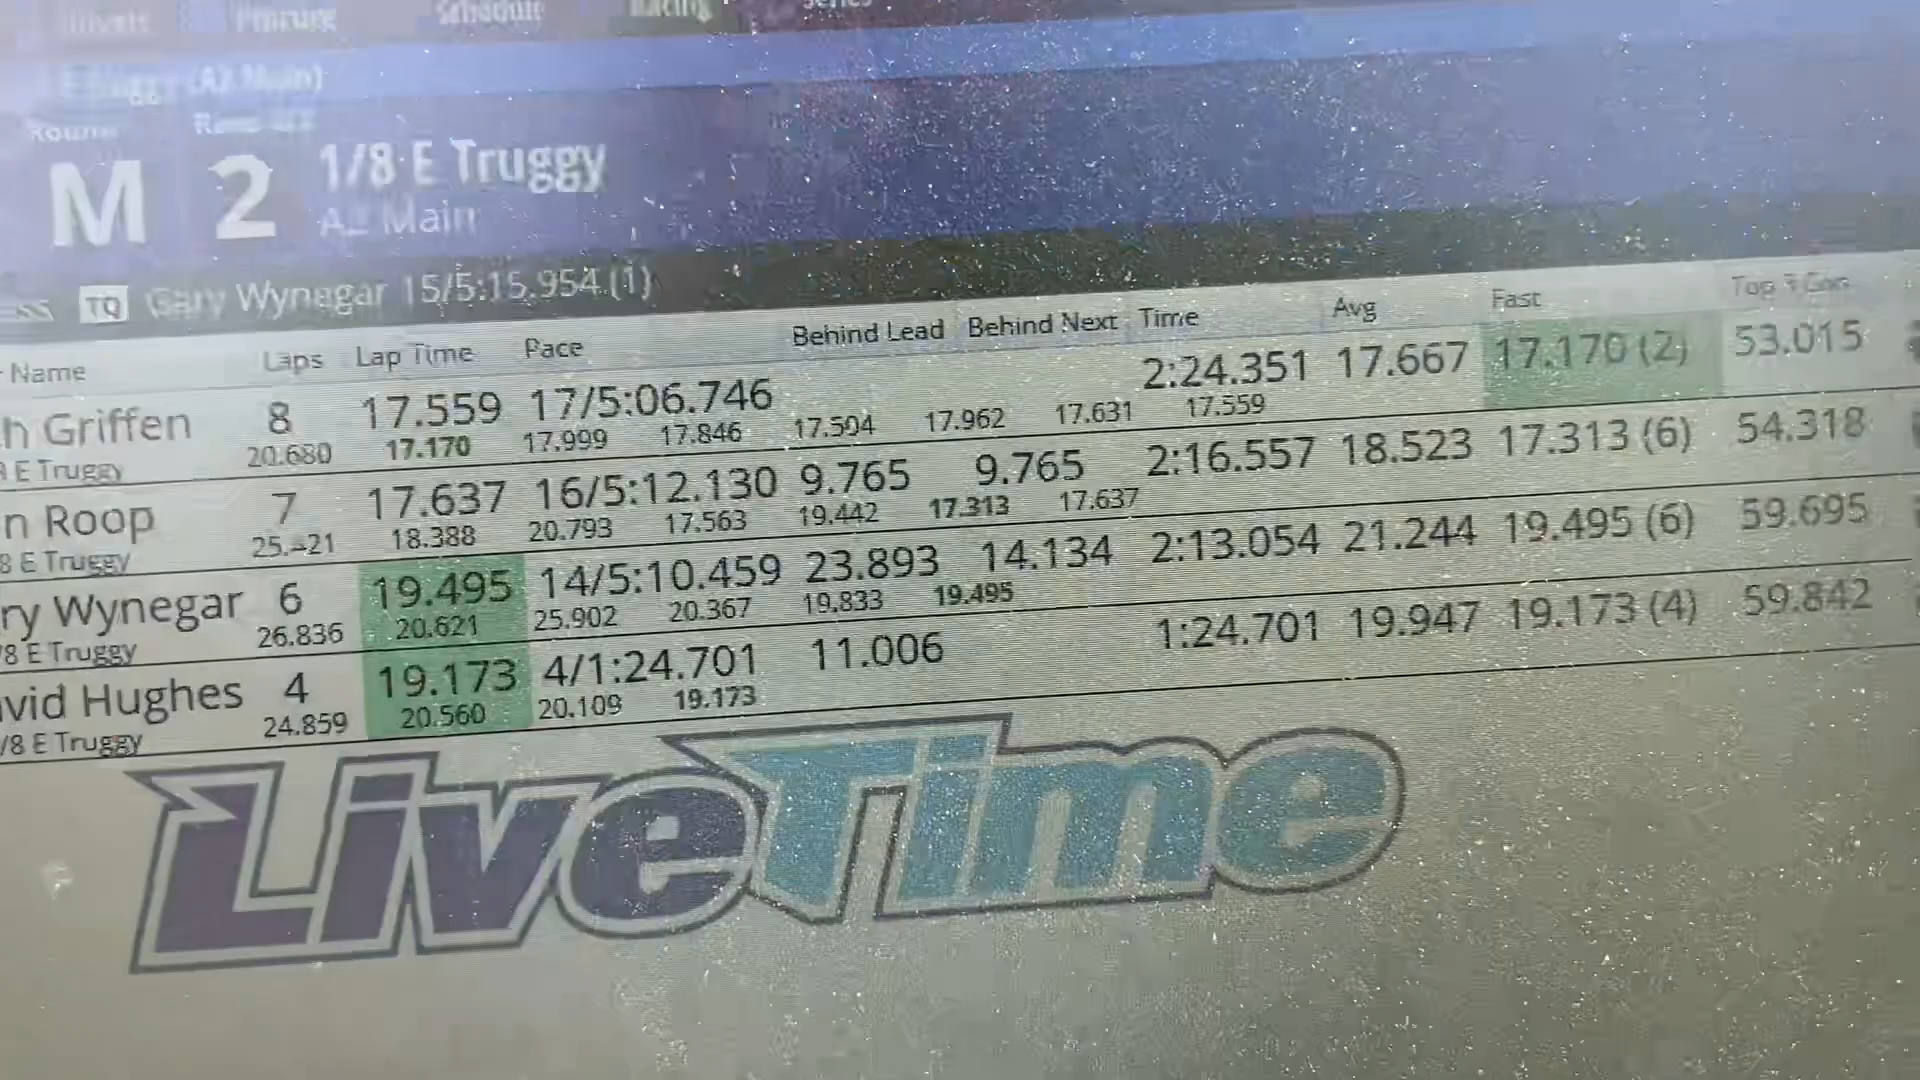 Schedule Racing Series
E Buggy (A2 Main)
Round
M 2 1/8 E Truggy
Main
TQ Gary Wynegar 15/5:15.954 (1)
Name Laps Lap Time Pace Behind Lead Behind Next Time Avg Fast
h Griffen 8 17.559 17/5:06.746 2:24.351 17.667 17.170 (2) 53.015
E Truggy 20.680 17.170 17.999 17.846 17.504 17.962 17.631 17.559
n Roop 7 17.637 16/5:12.130 9.765 9.765 2:16.557 18.523 17.313 (6) 54.318
8 E Truggy 18.388 20.793 17.563 19.442 17.313 17.637
ry Wynegar 6 19.495 14/5:10.459 23.893 14.134 2:13.054 21.244 19.495 (6) 59.695
/8 E Truggy 26.836 20.621 25.902 20.367 19.833 19.495
vid Hughes 4 19.173 4/1:24.701 11.006 1:24.701 19.947 19.173 (4) 59.842
/8 E Truggy 24.859 20.560 20.109 19.173
LiveTime